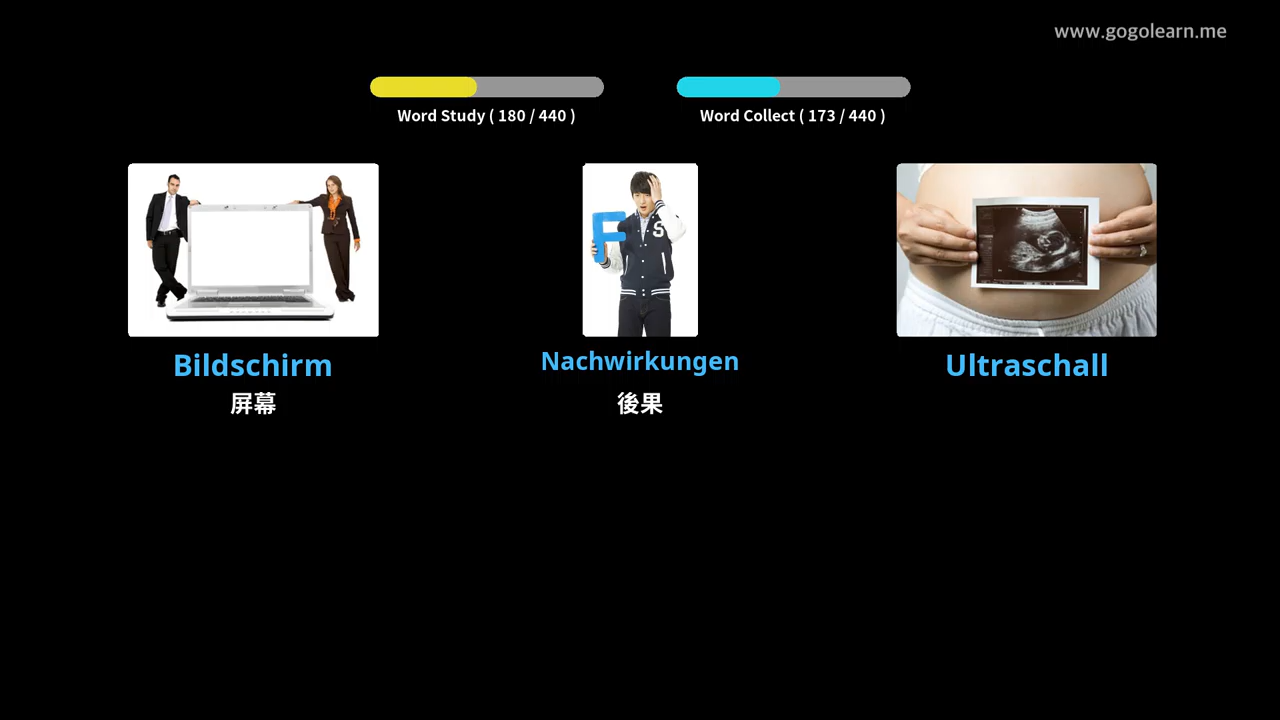 www.gogolearn.me
Word Study ( 180 / 440 )
Word Collect ( 173 / 440 )
F
S
Bildschirm
Nachwirkungen
Ultraschall
屏幕
後果